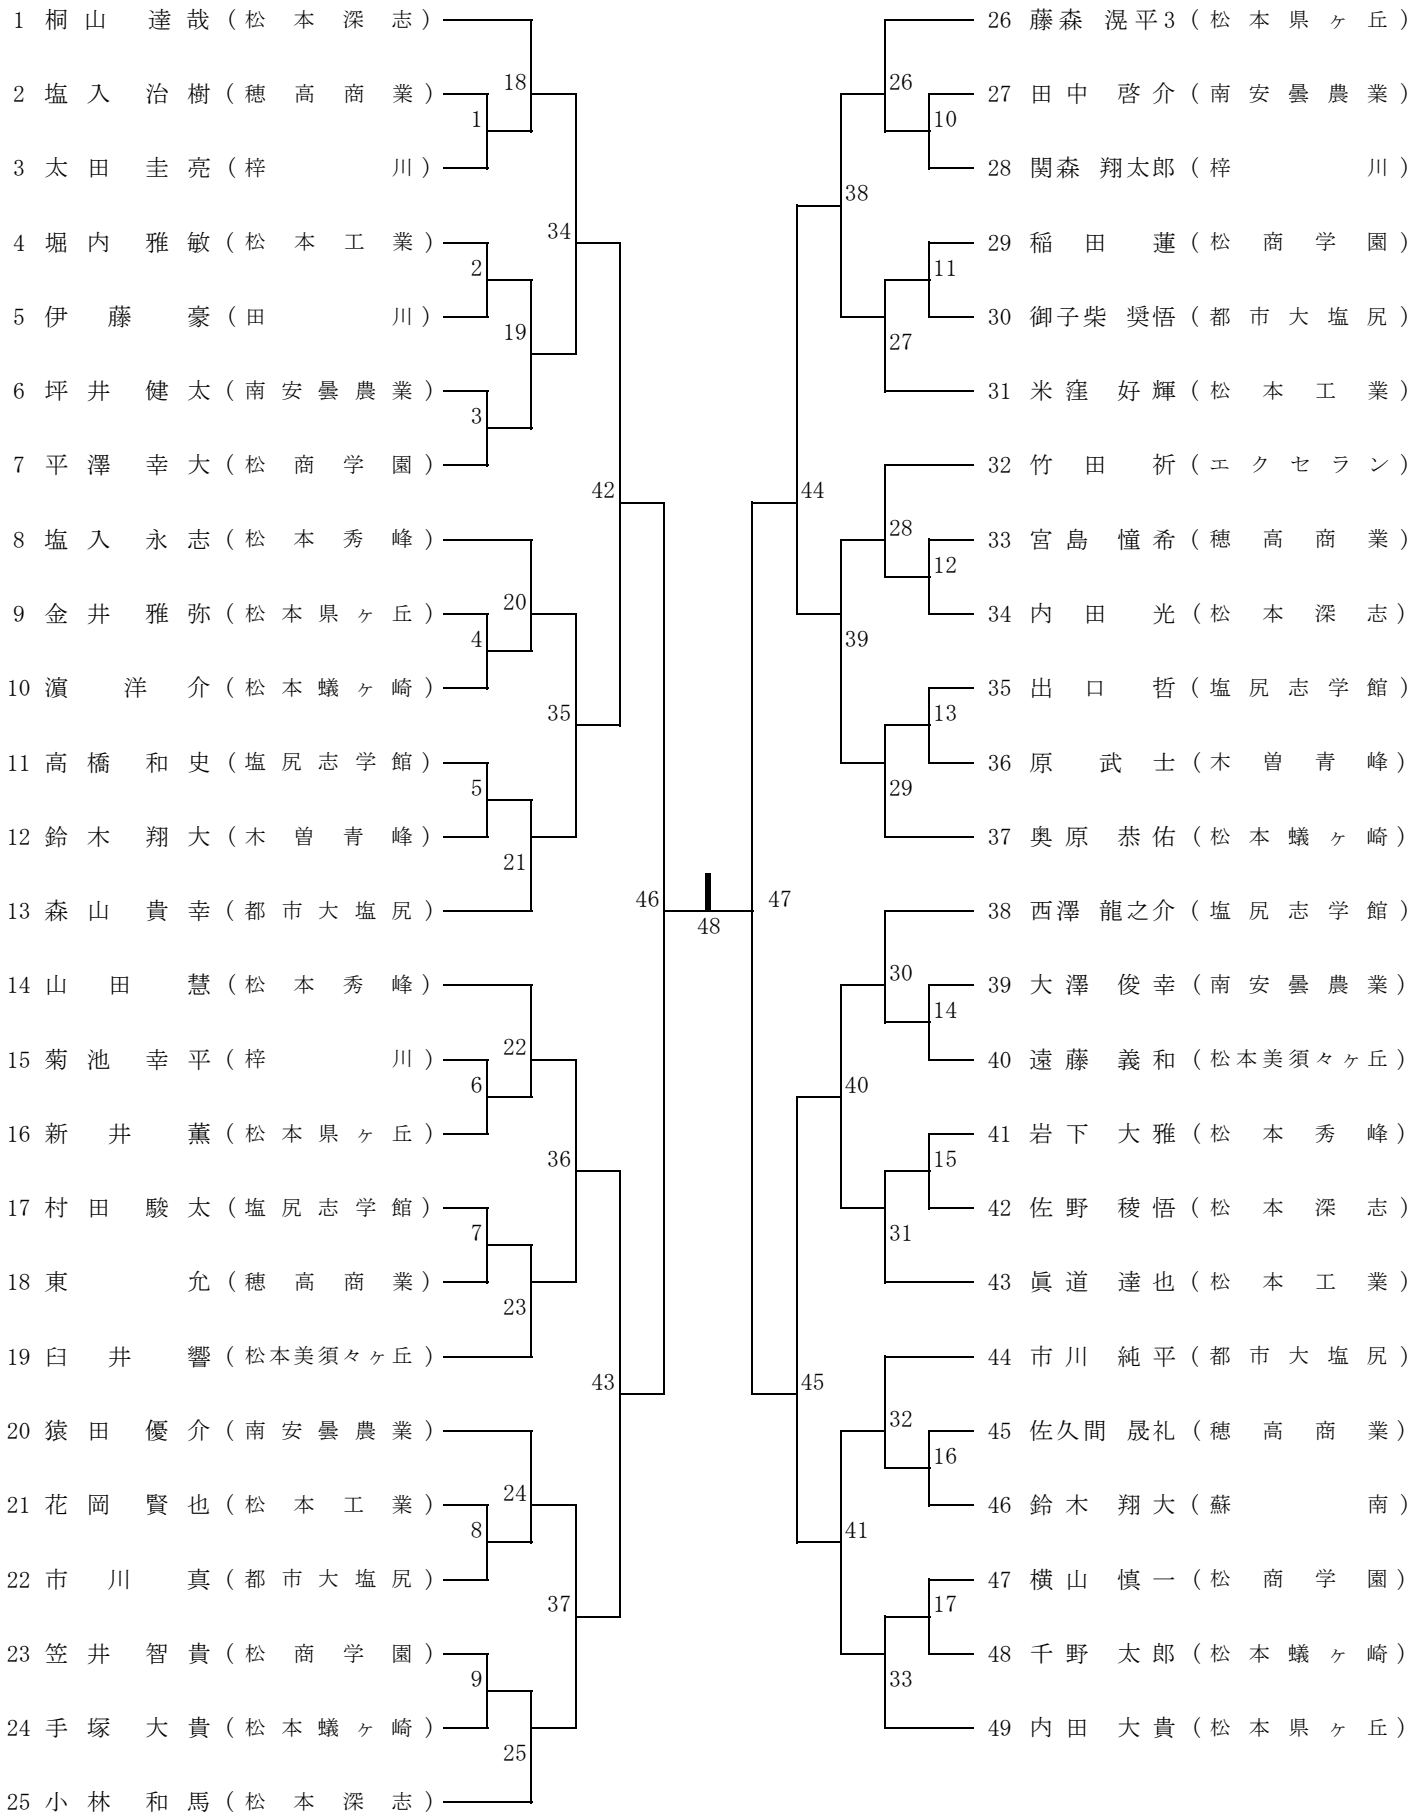 1 桐山 達哉 (松本深志)
18
2 塩入 治樹 (穂高商業)
1
3 太田 圭亮 (梓川)
34
4 堀内 雅敏 (松本工業)
2
5 伊藤 豪 (田川)
19
6 坪井 健太 (南安曇農業)
3
7 平澤 幸大 (松商学園)
42
8 塩入 永志 (松本秀峰)
20
9 金井 雅弥 (松本県ヶ丘)
4
10 濵 洋介 (松本蟻ヶ崎)
35
11 高橋 和史 (塩尻志学館)
5
12 鈴木 翔大 (木曽青峰)
21
13 森山 貴幸 (都市大塩尻)
46
14 山田 慧 (松本秀峰)
22
15 菊池 幸平 (梓川)
6
16 新井 薫 (松本県ヶ丘)
36
17 村田 駿太 (塩尻志学館)
7
18 東 允 (穂高商業)
23
19 臼井 響 (松本美須々ヶ丘)
43
20 猿田 優介 (南安曇農業)
24
21 花岡 賢也 (松本工業)
8
22 市川 真 (都市大塩尻)
37
23 笠井 智貴 (松商学園)
9
24 手塚 大貴 (松本蟻ヶ崎)
25
25 小林 和馬 (松本深志)
48
26 藤森 滉平3 (松本県ヶ丘)
26
27 田中 啓介 (南安曇農業)
10
28 関森 翔太郎 (梓川)
38
29 稲田 蓮 (松商学園)
11
30 御子柴 奨悟 (都市大塩尻)
27
31 米窪 好輝 (松本工業)
32 竹田 祈 (エクセラン)
44
28
33 宮島 憧希 (穂高商業)
12
34 内田 光 (松本深志)
39
35 出口 哲 (塩尻志学館)
13
36 原 武士 (木曽青峰)
29
37 奥原 恭佑 (松本蟻ヶ崎)
47
38 西澤 龍之介 (塩尻志学館)
30
39 大澤 俊幸 (南安曇農業)
14
40 遠藤 義和 (松本美須々ヶ丘)
40
41 岩下 大雅 (松本秀峰)
15
42 佐野 稜悟 (松本深志)
31
43 眞道 達也 (松本工業)
44 市川 純平 (都市大塩尻)
45
32
45 佐久間 晟礼 (穂高商業)
16
46 鈴木 翔大 (蘇南)
41
47 横山 慎一 (松商学園)
17
48 千野 太郎 (松本蟻ヶ崎)
33
49 内田 大貴 (松本県ヶ丘)